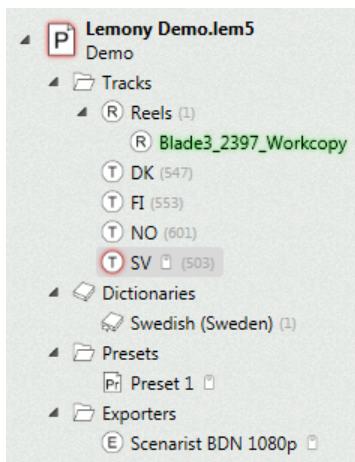 P Lemony Demo.lem5
Demo
Tracks
R Reels (1)
R Blade3_2397_Workcopy
T DK (547)
T FI (553)
T NO (601)
T SV (503)
Dictionaries
Swedish (Sweden) (1)
Presets
Pr Preset 1
Exporters
E Scenarist BDN 1080p